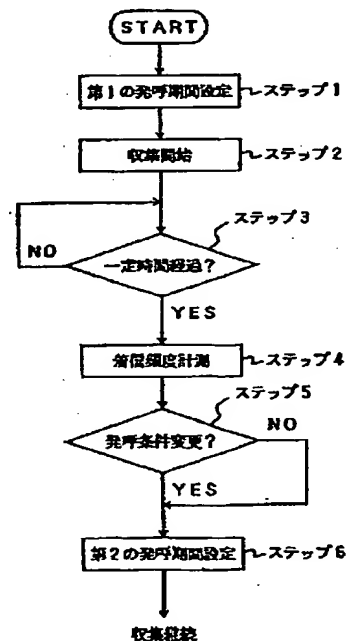 START
第1の発呼期間設定 ステップ1
収集開始 ステップ2
ステップ3
NO 一定時間経過?
YES
着信頻度計測 ステップ4
ステップ5
発呼条件変更? NO
YES
第2の発呼期間設定 ステップ6
収集継続